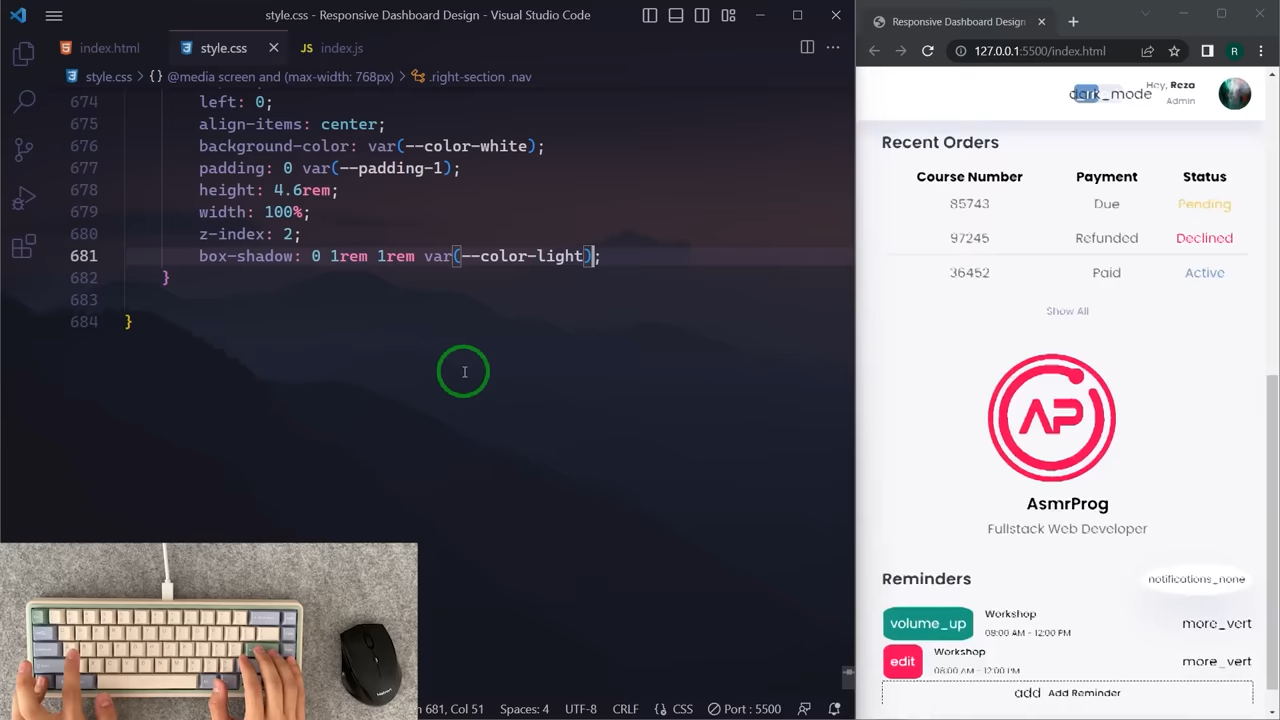 style.css - Responsive Dashboard Design - Visual Studio Code
index.html
style.css
JS index.js
style.css > {} @media screen and (max-width: 768px) > .right-section .nav
674 left: 0;
675 align-items: center;
676 background-color: var(--color-white);
677 padding: 0 var(--padding-1);
678 height: 4.6rem;
679 width: 100%;
680 z-index: 2;
681 box-shadow: 0 1rem 1rem var(--color-light);
682 }
683
684 }
n 681, Col 51 Spaces: 4 UTF-8 CRLF {} CSS Port : 5500
Responsive Dashboard Design
127.0.0.1:5500/index.html
R
dark_mode
Hey, Reza
Admin
Recent Orders
Course Number Payment Status
85743 Due Pending
97245 Refunded Declined
36452 Paid Active
Show All
AP
AsmrProg
Fullstack Web Developer
Reminders
notifications_none
volume_up
Workshop
08:00 AM - 12:00 PM
more_vert
edit
Workshop
08:00 AM - 12:00 PM
more_vert
add Add Reminder